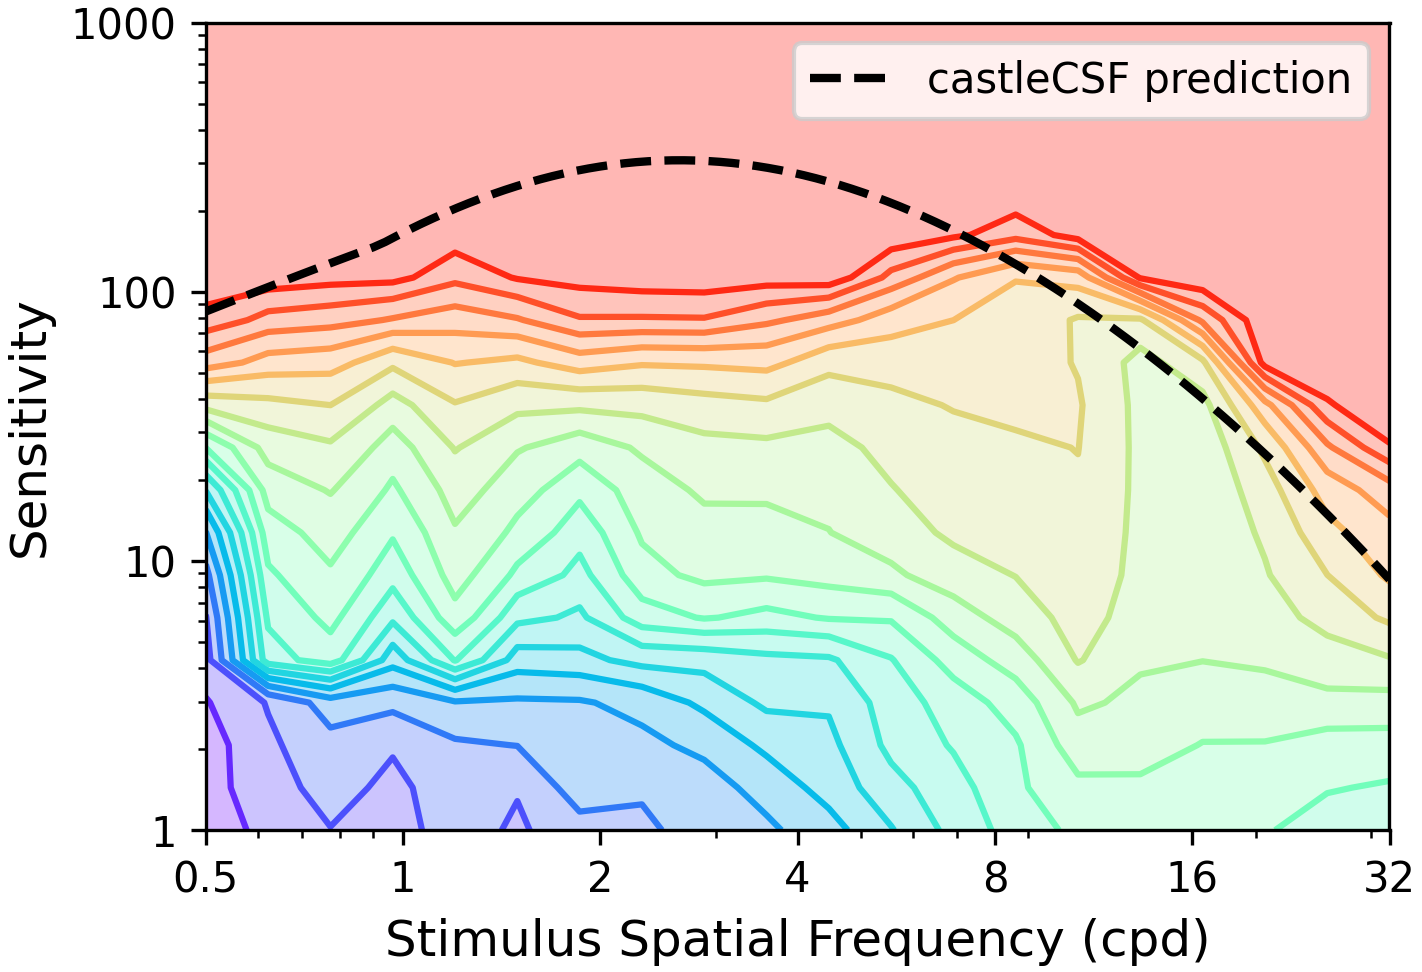 1000
castleCSF prediction
100
10
1
Sensitivity
0.5 1 2 4 8 16 32
Stimulus Spatial Frequency (cpd)